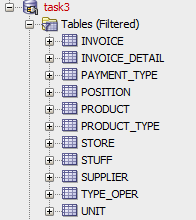 task3
Tables (Filtered)
INVOICE
INVOICE_DETAIL
PAYMENT_TYPE
POSITION
PRODUCT
PRODUCT_TYPE
STORE
STUFF
SUPPLIER
TYPE_OPER
UNIT